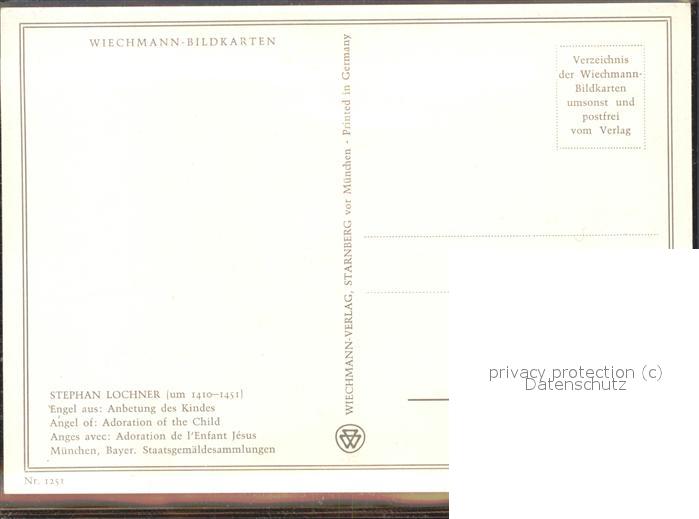 WIECHMANN-BILDKARTEN
Verzeichnis
der Wiechmann-
Bildkarten
umsonst und
postfrei
vom Verlag
WIECHMANN-VERLAG, STARNBERG vor München - Printed in Germany
privacy protection (c)
Datenschutz
STEPHAN LOCHNER (um 1410–1451)
Engel aus: Anbetung des Kindes
Angel of: Adoration of the Child
Anges avec: Adoration de l'Enfant Jésus
München, Bayer. Staatsgemäldesammlungen
Nr. 1251